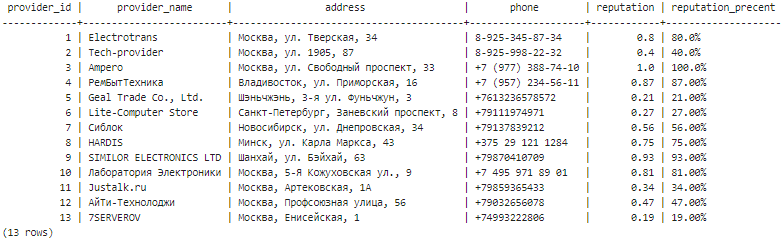 provider_id | provider_name | address | phone | reputation | reputation_precent
1 | Electrotrans | Москва, ул. Тверская, 34 | 8-925-345-87-34 | 0.8 | 80.0%
2 | Tech-provider | Москва, ул. 1905, 87 | 8-925-998-22-32 | 0.4 | 40.0%
3 | Ampero | Москва, ул. Свободный проспект, 33 | +7 (977) 388-74-10 | 1.0 | 100.0%
4 | РемБытТехника | Владивосток, ул. Приморская, 16 | +7 (957) 234-56-11 | 0.87 | 87.00%
5 | Geal Trade Co., Ltd. | Шэньчжэнь, 3-я ул. Фуньчжун, 3 | +7613236578572 | 0.21 | 21.00%
6 | Lite-Computer Store | Санкт-Петербург, Заневский проспект, 8 | +79111974971 | 0.27 | 27.00%
7 | Сиблок | Новосибирск, ул. Днепровская, 34 | +79137839212 | 0.56 | 56.00%
8 | HARDIS | Минск, ул. Карла Маркса, 43 | +375 29 121 1284 | 0.75 | 75.00%
9 | SIMILOR ELECTRONICS LTD | Шанхай, ул. Бэйхай, 63 | +79870410709 | 0.93 | 93.00%
10 | Лаборатория Электроники | Москва, 5-я Кожуховская ул., 9 | +7 495 971 89 01 | 0.81 | 81.00%
11 | Justalk.ru | Москва, Артековская, 1А | +79859365433 | 0.34 | 34.00%
12 | АйТи-Технолоджи | Москва, Профсоюзная улица, 56 | +79032656078 | 0.47 | 47.00%
13 | 7SERVEROV | Москва, Енисейская, 1 | +74993222806 | 0.19 | 19.00%
(13 rows)